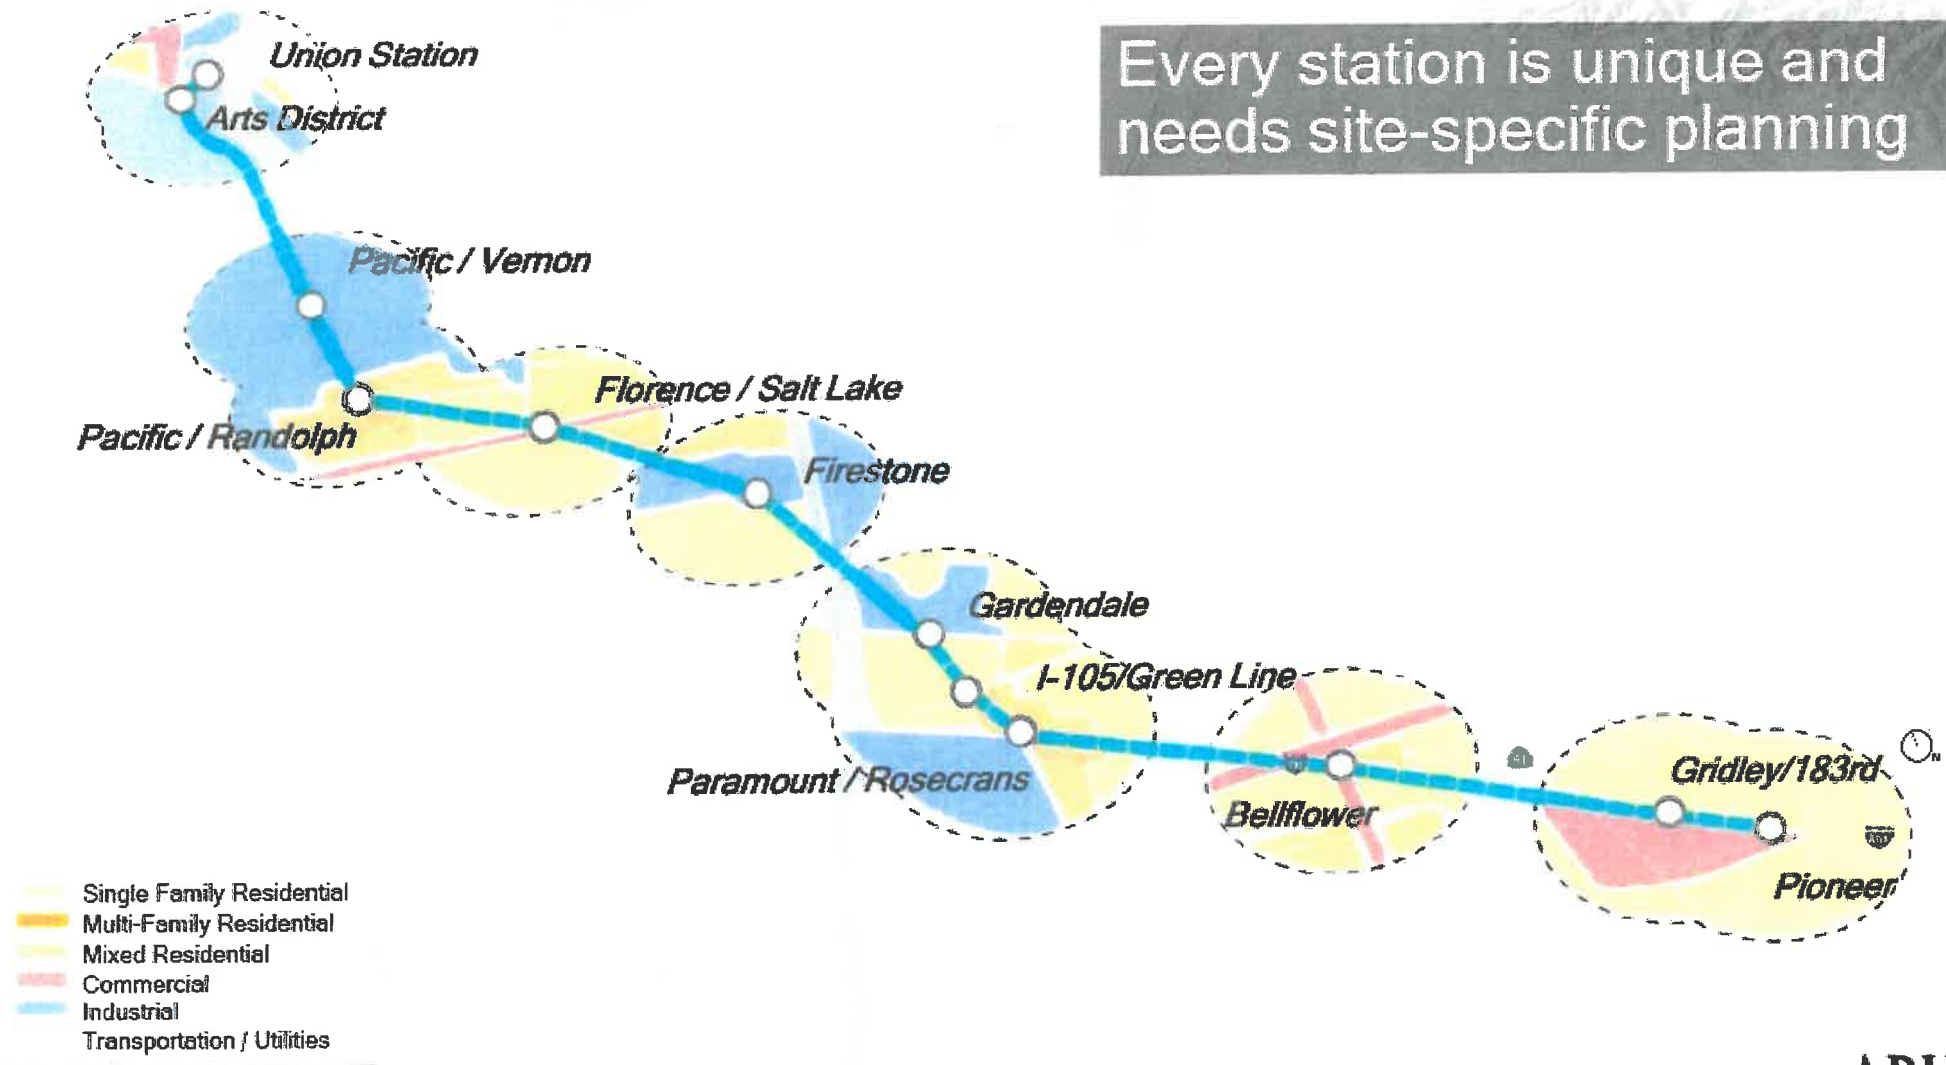 Every station is unique and
needs site-specific planning
Union Station
Arts District
Pacific / Vernon
Florence / Salt Lake
Pacific / Randolph
Firestone
Gardendale
I-105/Green Line
Paramount / Rosecrans
Bellflower
Gridley/183rd
N
Pioneer
Single Family Residential
Multi-Family Residential
Mixed Residential
Commercial
Industrial
Transportation / Utilities